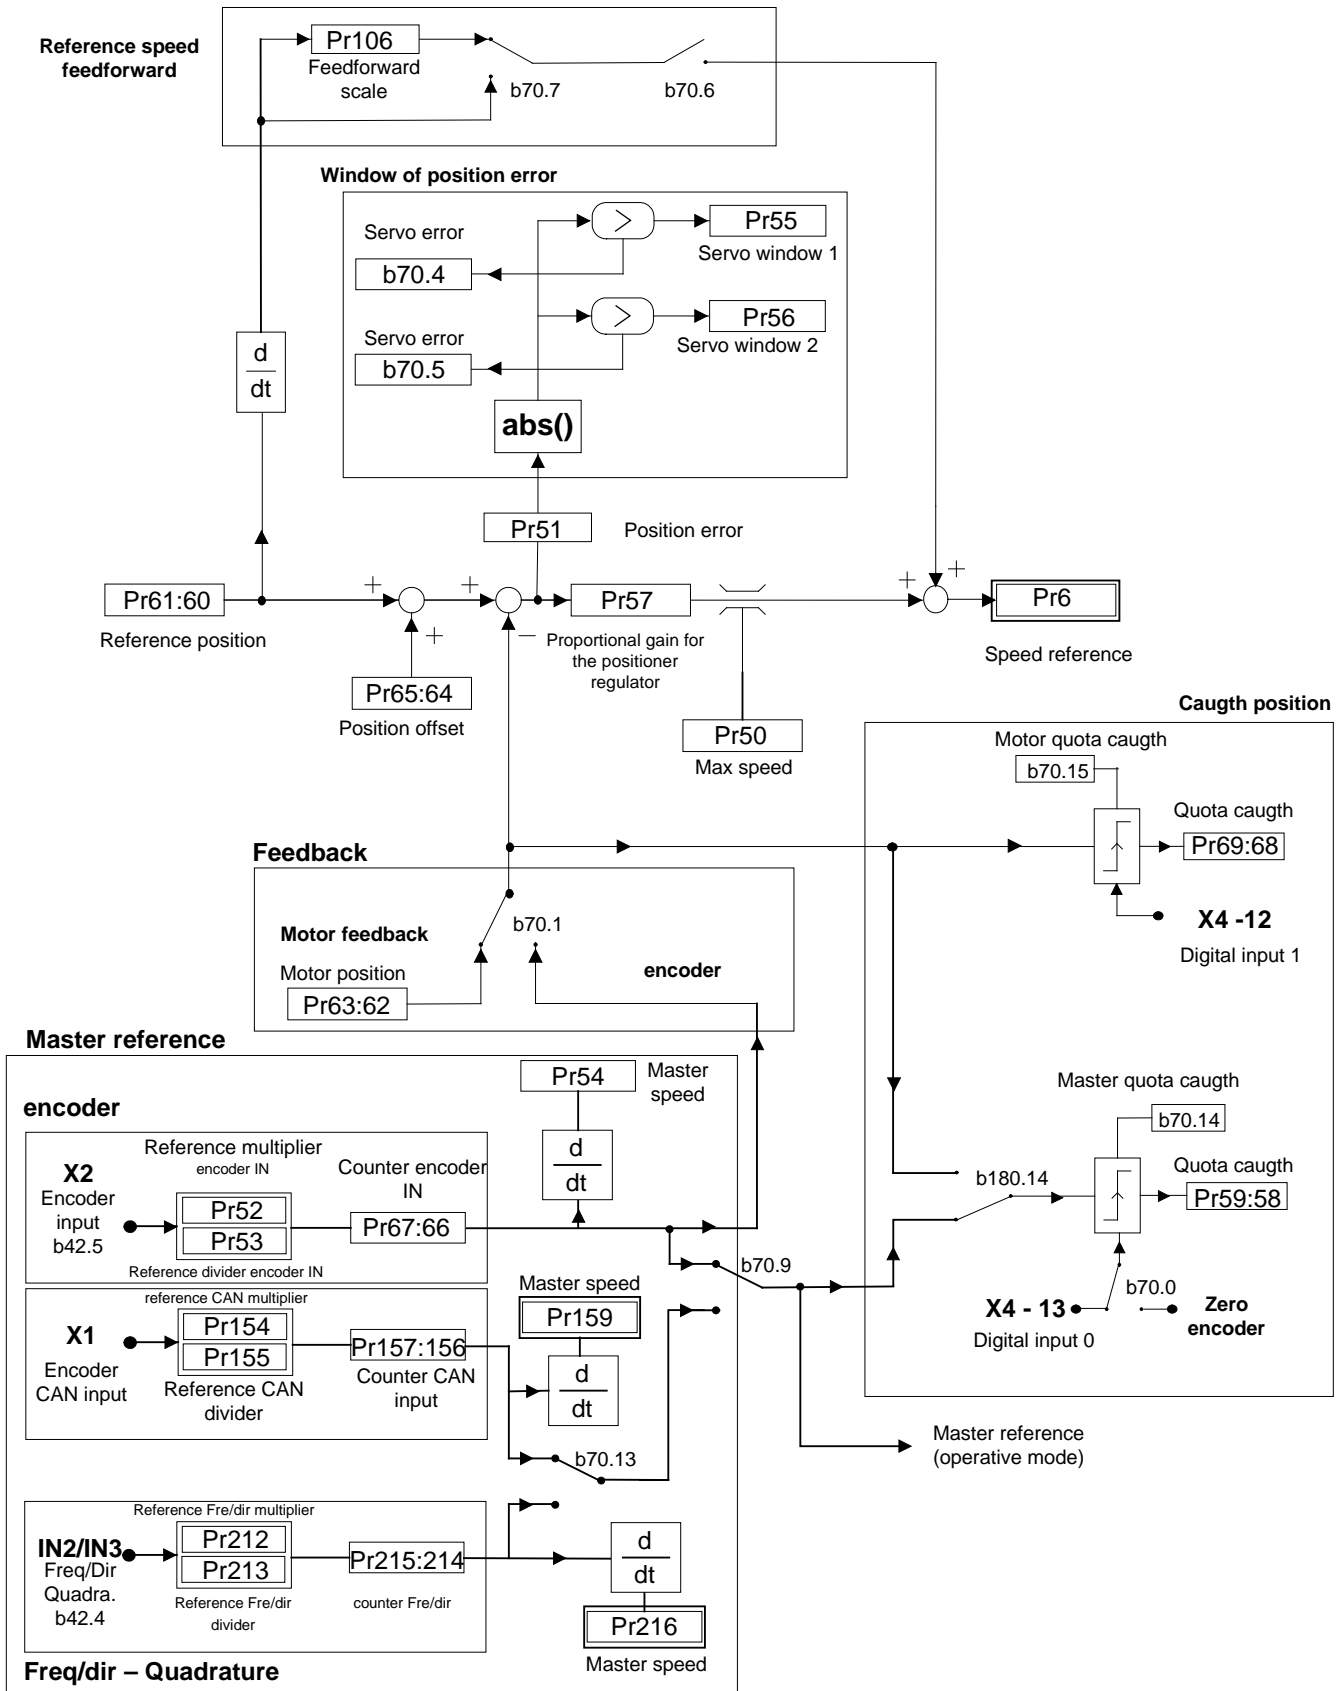 Reference speed
feedforward
Pr106
Feedforward
scale
b70.7
b70.6
Window of position error
Servo error
b70.4
>
Pr55
Servo window 1
Servo error
b70.5
>
Pr56
Servo window 2
d
dt
abs()
Pr51
Position error
Pr61:60
Reference position
+
+
+
Pr65:64
Position offset
−
Pr57
Proportional gain for
the positioner
regulator
Pr50
Max speed
+
+
Pr6
Speed reference
Caugth position
Motor quota caugth
b70.15
Quota caugth
Pr69:68
X4 -12
Digital input 1
Feedback
Motor feedback
b70.1
Motor position
Pr63:62
encoder
Master reference
Pr54
Master
speed
encoder
Reference multiplier
encoder IN
X2
Encoder
input
b42.5
Pr52
Pr53
Reference divider encoder IN
Counter encoder
IN
Pr67:66
d
dt
Master quota caugth
b70.14
b180.14
Quota caugth
Pr59:58
b70.9
X4 - 13
Digital input 0
b70.0
Zero
encoder
reference CAN multiplier
X1
Encoder
CAN input
Pr154
Pr155
Reference CAN
divider
Pr157:156
Counter CAN
input
Master speed
Pr159
d
dt
b70.13
Master reference
(operative mode)
Reference Fre/dir multiplier
IN2/IN3
Freq/Dir
Quadra.
b42.4
Pr212
Pr213
Reference Fre/dir
divider
Pr215:214
counter Fre/dir
d
dt
Pr216
Master speed
Freq/dir – Quadrature